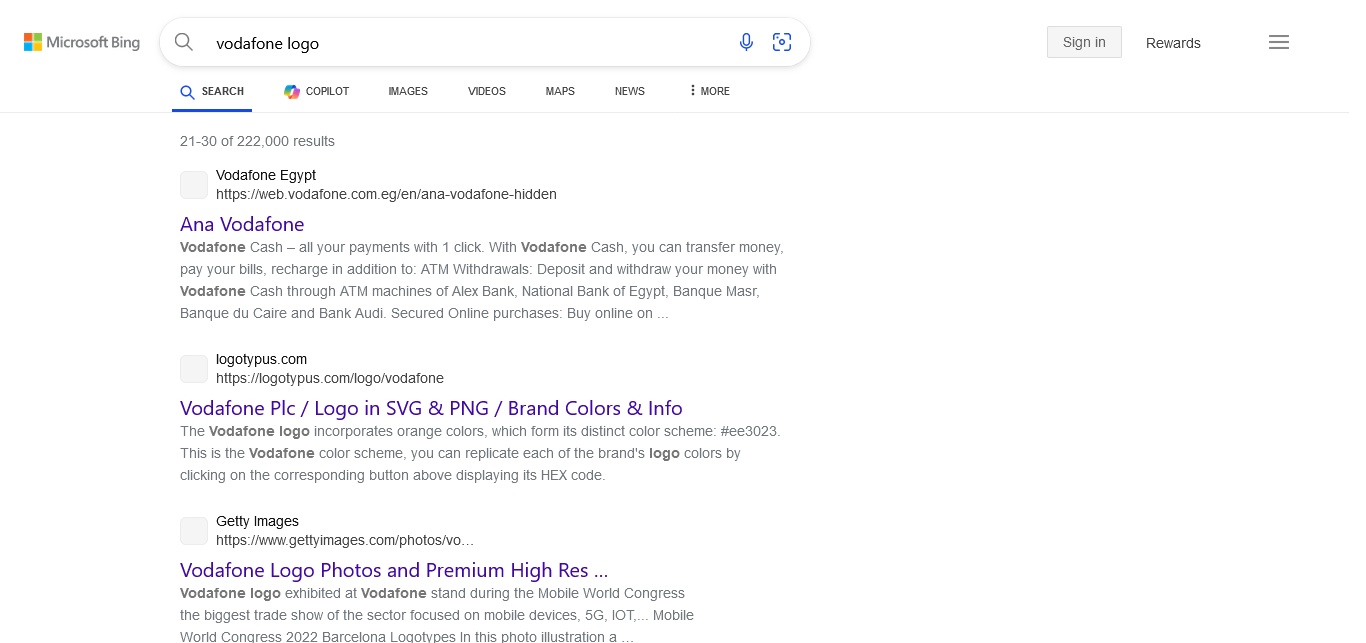 Microsoft Bing
vodafone logo
Sign in
Rewards
SEARCH
COPILOT
IMAGES
VIDEOS
MAPS
NEWS
MORE
21-30 of 222,000 results
Vodafone Egypt
https://web.vodafone.com.eg/en/ana-vodafone-hidden
Ana Vodafone
Vodafone Cash – all your payments with 1 click. With Vodafone Cash, you can transfer money,
pay your bills, recharge in addition to: ATM Withdrawals: Deposit and withdraw your money with
Vodafone Cash through ATM machines of Alex Bank, National Bank of Egypt, Banque Masr,
Banque du Caire and Bank Audi. Secured Online purchases: Buy online on ...
logotypus.com
https://logotypus.com/logo/vodafone
Vodafone Plc / Logo in SVG & PNG / Brand Colors & Info
The Vodafone logo incorporates orange colors, which form its distinct color scheme: #ee3023.
This is the Vodafone color scheme, you can replicate each of the brand's logo colors by
clicking on the corresponding button above displaying its HEX code.
Getty Images
https://www.gettyimages.com/photos/vo…
Vodafone Logo Photos and Premium High Res ...
Vodafone logo exhibited at Vodafone stand during the Mobile World Congress
the biggest trade show of the sector focused on mobile devices, 5G, IOT,... Mobile
World Congress 2022 Barcelona Logotypes In this photo illustration a …